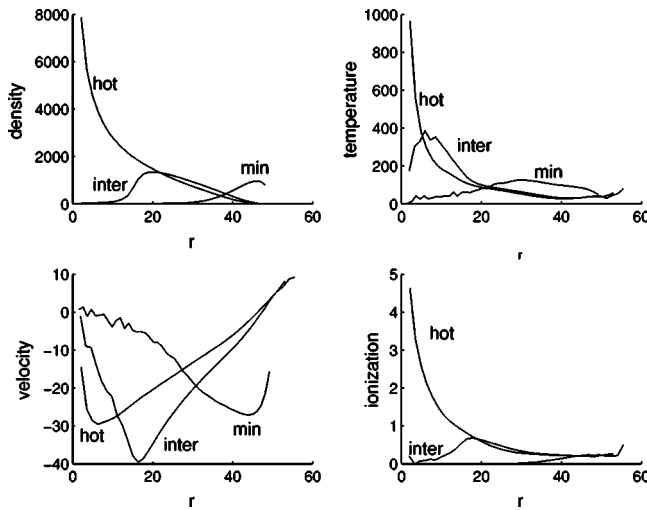 8000
6000
4000
2000
0
density
hot
inter
min
0 20 40 60
r
1000
800
600
400
200
0
temperature
hot
inter
min
0 20 40 60
r
10
0
−10
−20
−30
−40
velocity
hot
inter
min
0 20 40 60
r
5
4
3
2
1
0
ionization
hot
inter
min
0 20 40 60
r